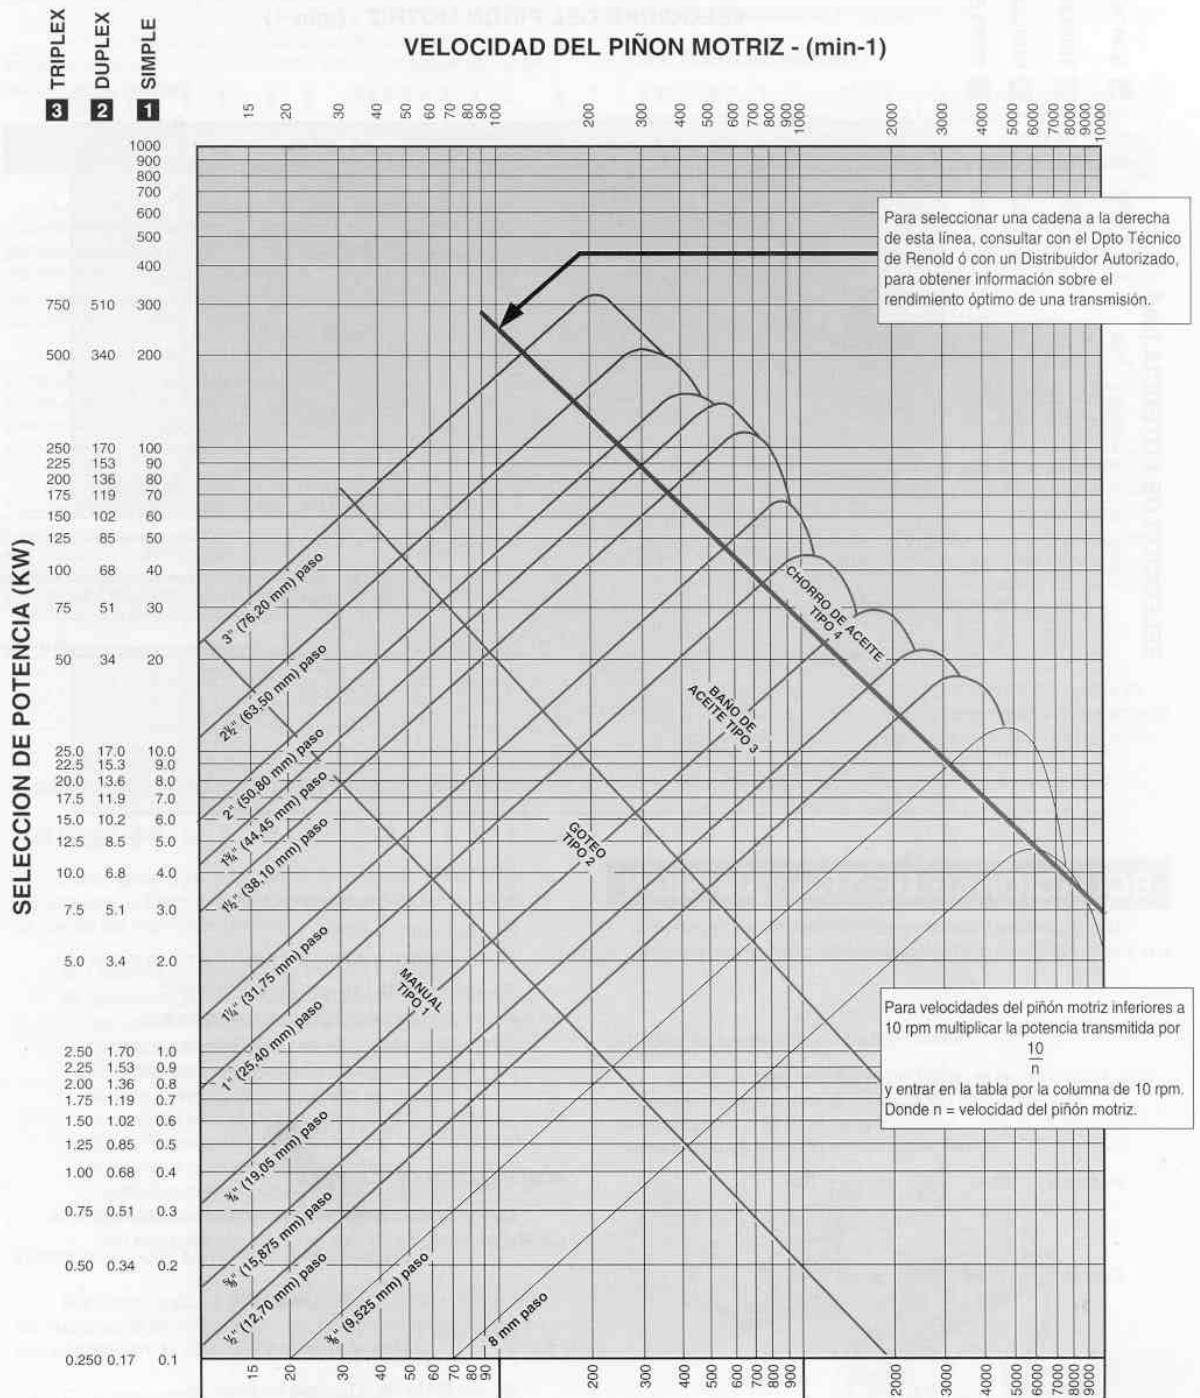 VELOCIDAD DEL PIÑON MOTRIZ - (min-1)
3 TRIPLEX
2 DUPLEX
1 SIMPLE
15 20 30 40 50 60 70 80 90 100 200 300 400 500 600 700 800 900 1000 2000 3000 4000 5000 6000 7000 8000 9000 10000
SELECCION DE POTENCIA (KW)
1000
900
800
700
600
500
400
750 510 300
500 340 200
250 170 100
225 153 90
200 136 80
175 119 70
150 102 60
125 85 50
100 68 40
75 51 30
50 34 20
25.0 17.0 10.0
22.5 15.3 9.0
20.0 13.6 8.0
17.5 11.9 7.0
15.0 10.2 6.0
12.5 8.5 5.0
10.0 6.8 4.0
7.5 5.1 3.0
5.0 3.4 2.0
2.50 1.70 1.0
2.25 1.53 0.9
2.00 1.36 0.8
1.75 1.19 0.7
1.50 1.02 0.6
1.25 0.85 0.5
1.00 0.68 0.4
0.75 0.51 0.3
0.50 0.34 0.2
0.250 0.17 0.1
Para seleccionar una cadena a la derecha
de esta línea, consultar con el Dpto Técnico
de Renold ó con un Distribuidor Autorizado,
para obtener información sobre el
rendimiento óptimo de una transmisión.
3" (76,20 mm) paso
2½" (63,50 mm) paso
2" (50,80 mm) paso
1¾" (44,45 mm) paso
1½" (38,10 mm) paso
1¼" (31,75 mm) paso
1" (25,40 mm) paso
¾" (19,05 mm) paso
⅝" (15,875 mm) paso
½" (12,70 mm) paso
⅜" (9,525 mm) paso
8 mm paso
CHORRO DE ACEITE
TIPO 4
BAÑO DE
ACEITE TIPO 3
GOTEO
TIPO 2
MANUAL
TIPO 1
Para velocidades del piñón motriz inferiores a
10 rpm multiplicar la potencia transmitida por
10
n
y entrar en la tabla por la columna de 10 rpm.
Donde n = velocidad del piñón motriz.
15 20 30 40 50 60 70 80 90 200 300 400 500 600 700 800 900 2000 3000 4000 5000 6000 7000 8000 9000